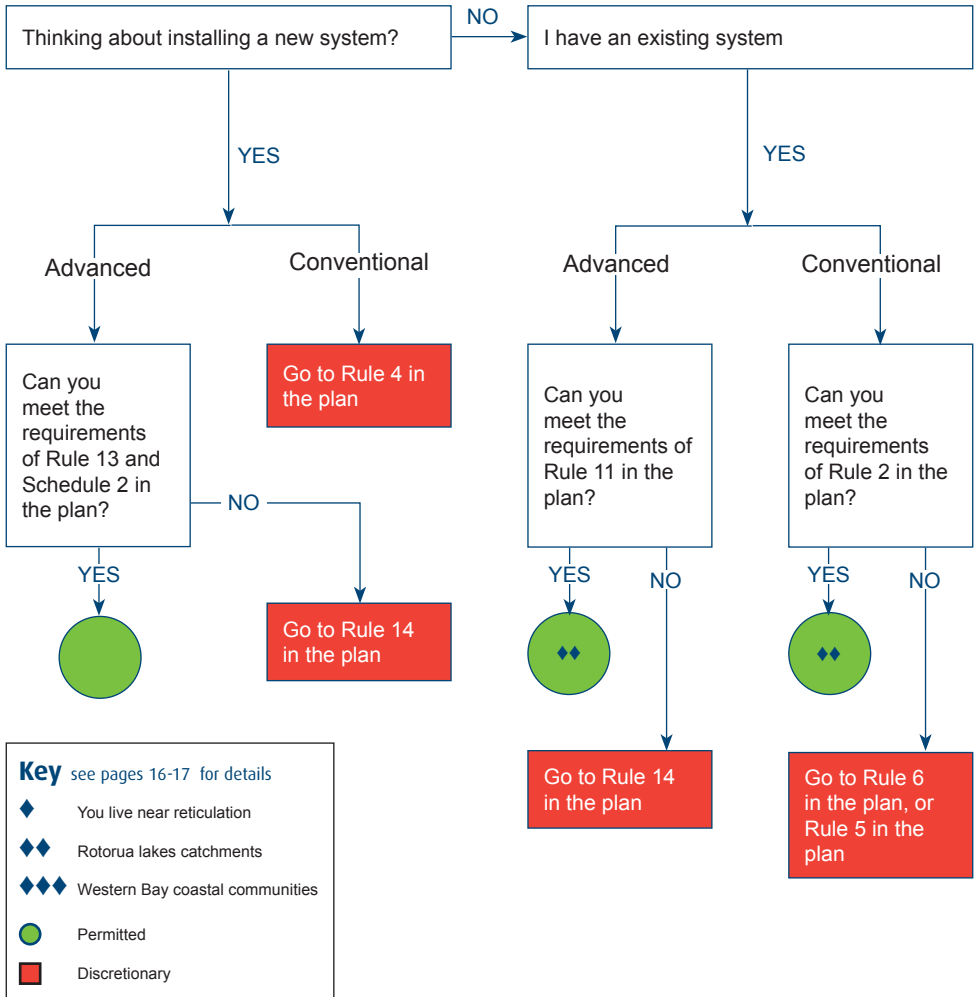 Thinking about installing a new system?
NO
I have an existing system
YES
YES
Advanced
Conventional
Advanced
Conventional
Can you
meet the
requirements
of Rule 13 and
Schedule 2 in
the plan?
Go to Rule 4 in
the plan
Can you
meet the
requirements of
Rule 11 in the
plan?
Can you
meet the
requirements
of Rule 2 in the
plan?
NO
YES
YES
NO
YES
NO
Go to Rule 14
in the plan
Go to Rule 14
in the plan
Go to Rule 6
in the plan, or
Rule 5 in the
plan
Key see pages 16-17 for details
You live near reticulation
Rotorua lakes catchments
Western Bay coastal communities
Permitted
Discretionary